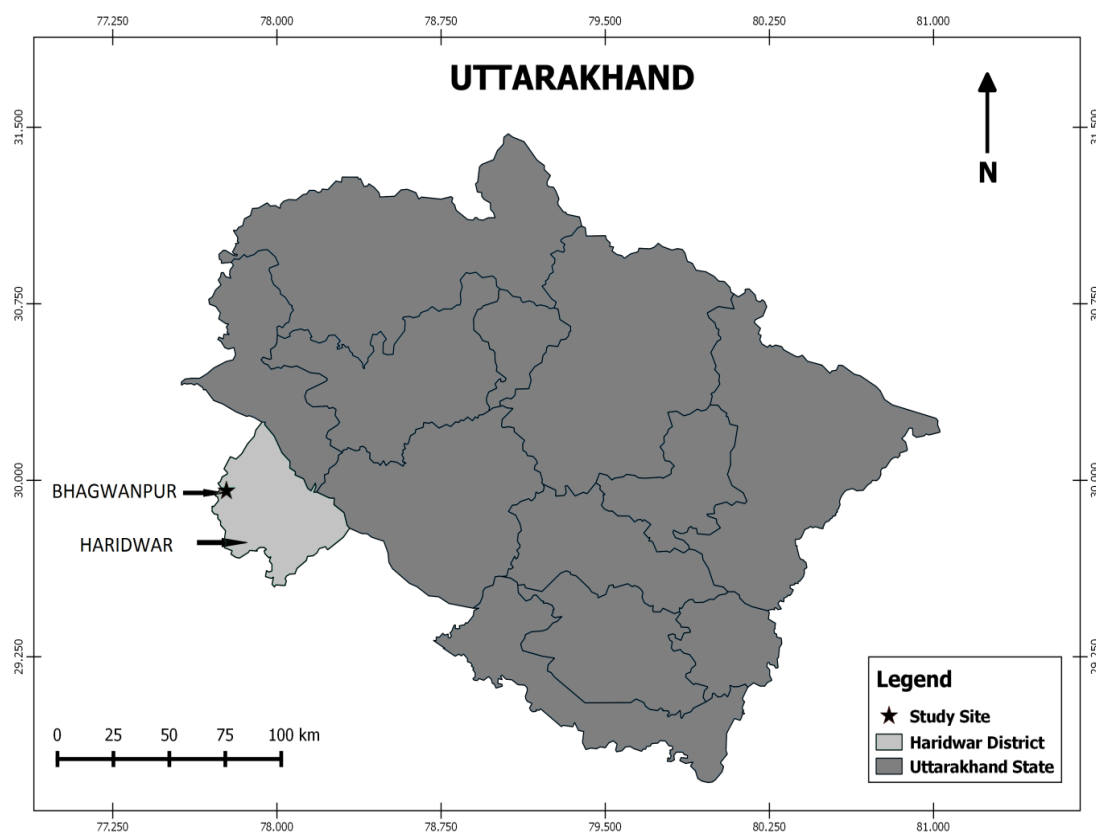 77.250 78.000 78.750 79.500 80.250 81.000
UTTARAKHAND
N
31.500 31.500
30.750 30.750
30.000 30.000
BHAGWANPUR
HARIDWAR
29.250 29.250
Legend
Study Site
Haridwar District
Uttarakhand State
0 25 50 75 100 km
77.250 78.000 78.750 79.500 80.250 81.000